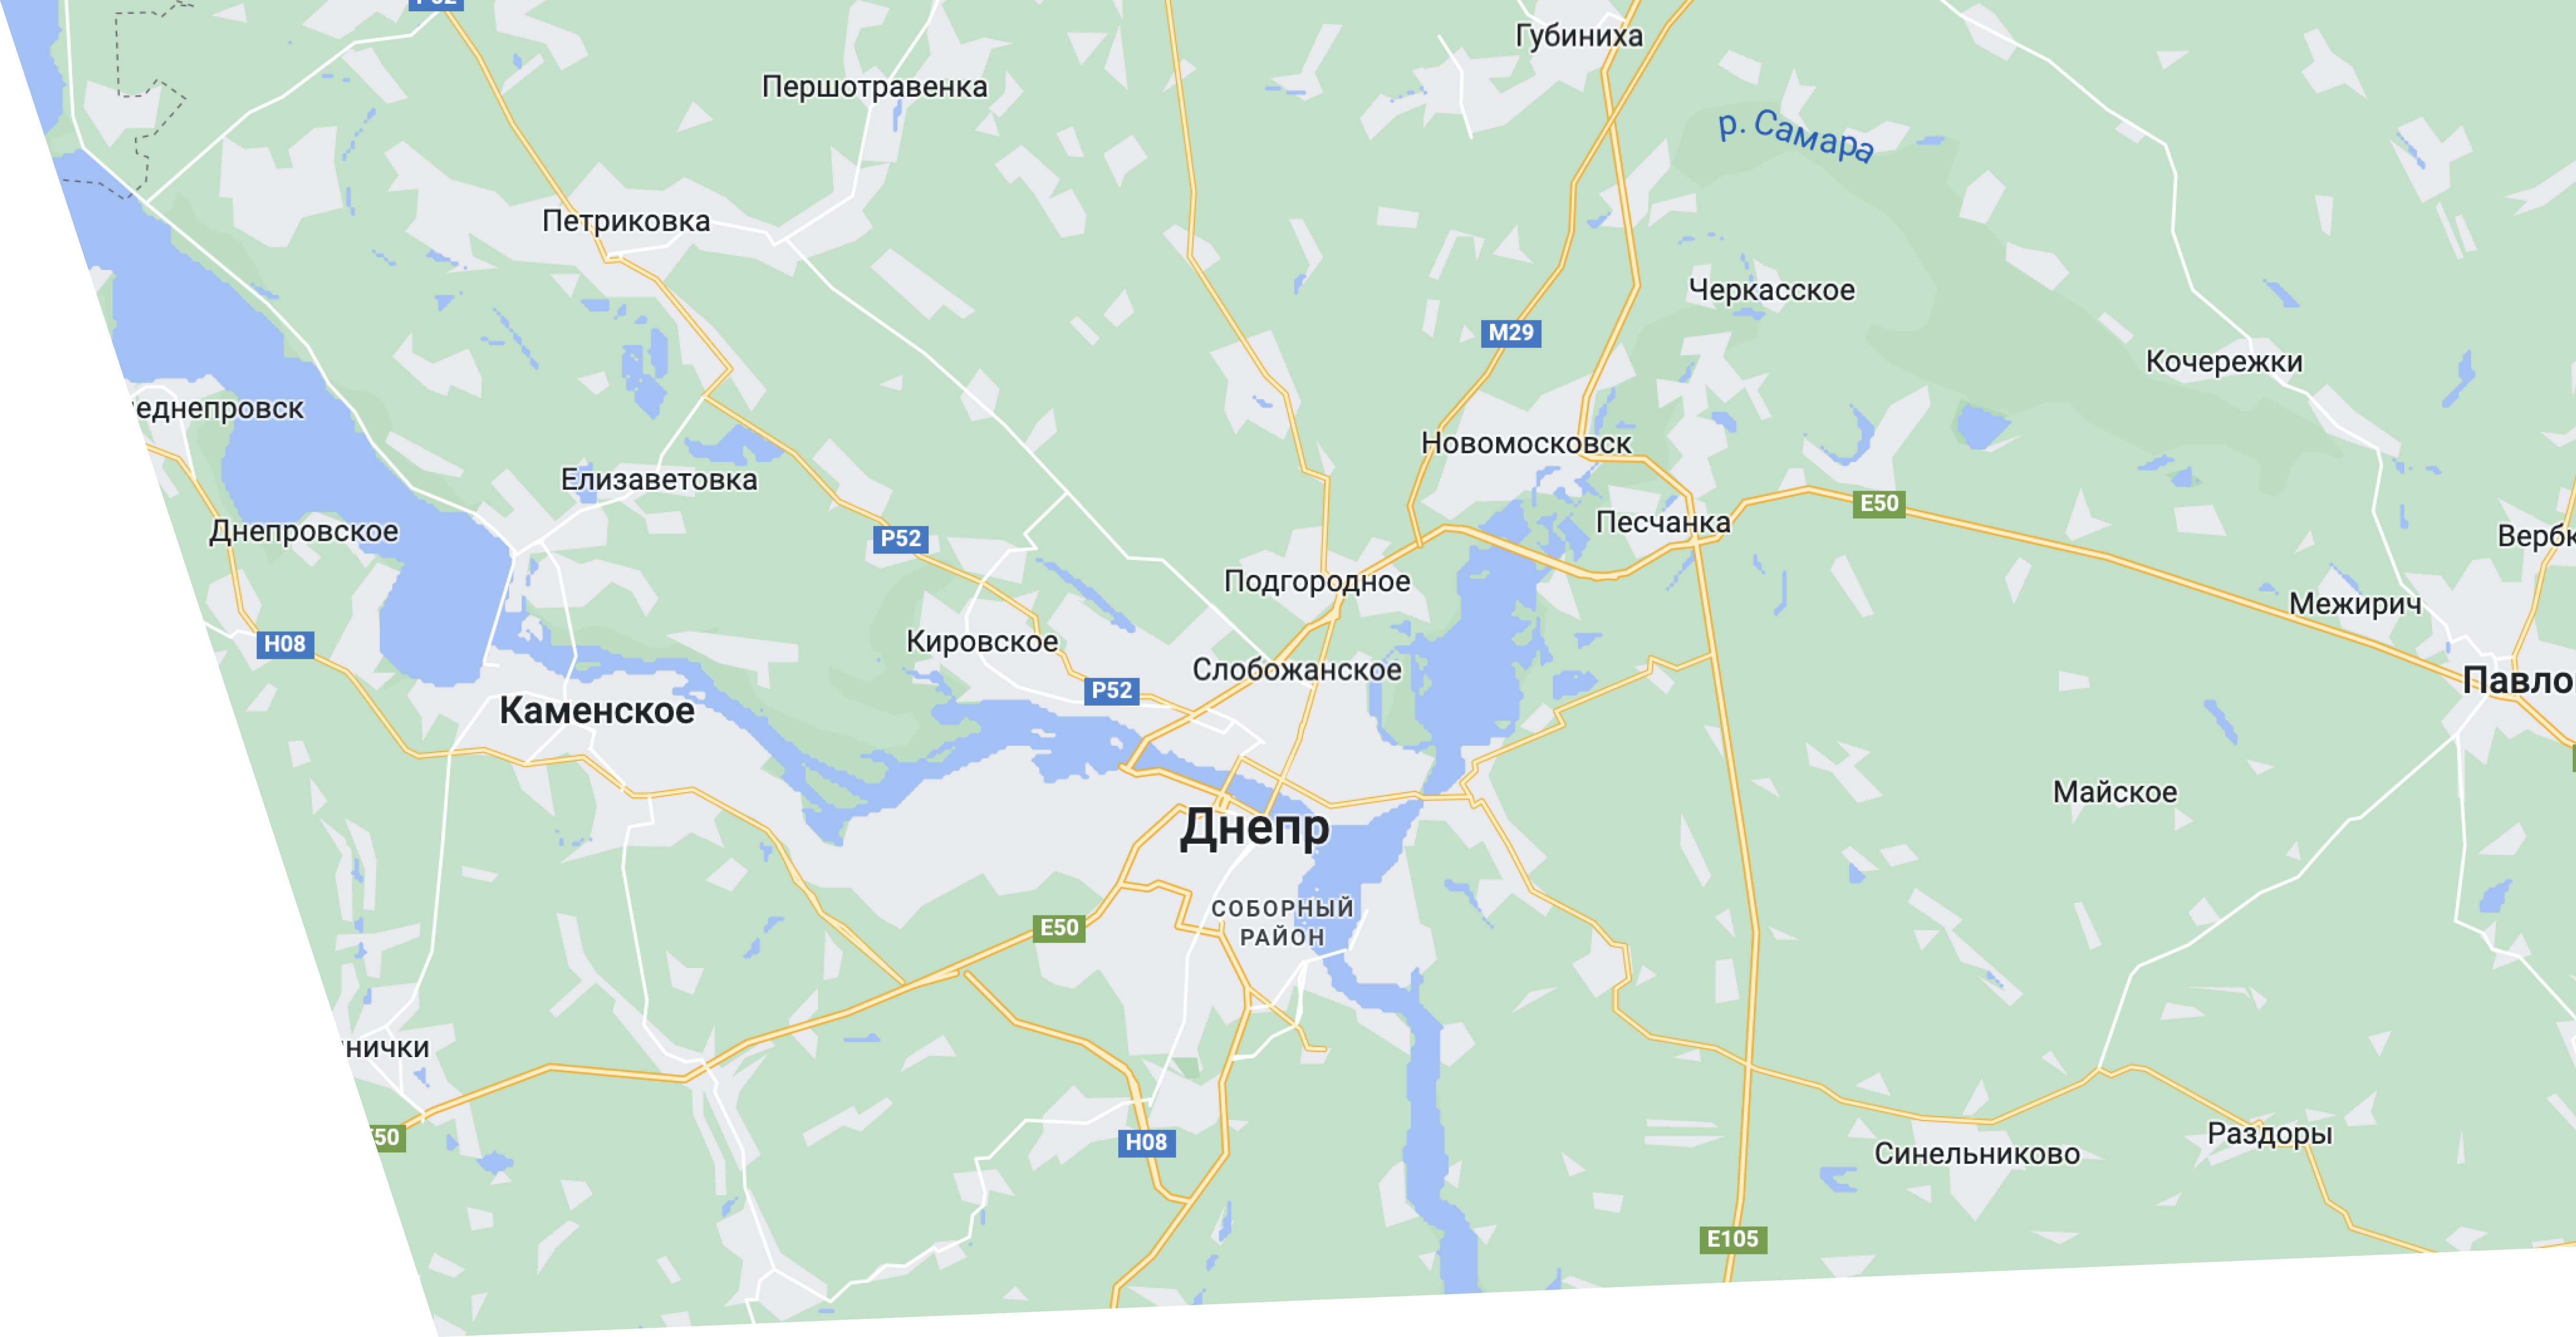 Губиниха
Першотравенка
р. Самара
Петриковка
Черкасское
M29
Кочережки
еднепровск
Новомосковск
Елизаветовка
E50
Песчанка
Днепровское
P52
Вербк
Подгородное
Межирич
H08
Кировское
Слобожанское
P52
Павло
Каменское
Майское
Днепр
СОБОРНЫЙ
РАЙОН
E50
нички
50
H08
Раздоры
Синельниково
E105